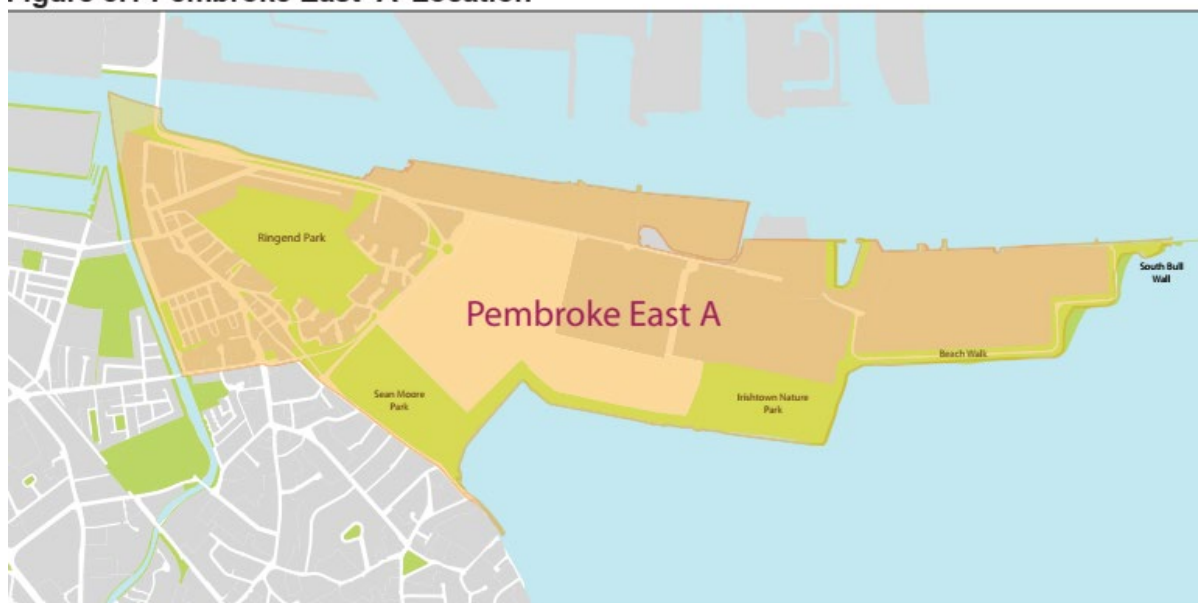 Ringend Park
Pembroke East A
South Bull
Wall
Beach Walk
Sean Moore
Park
Irishtown Nature
Park